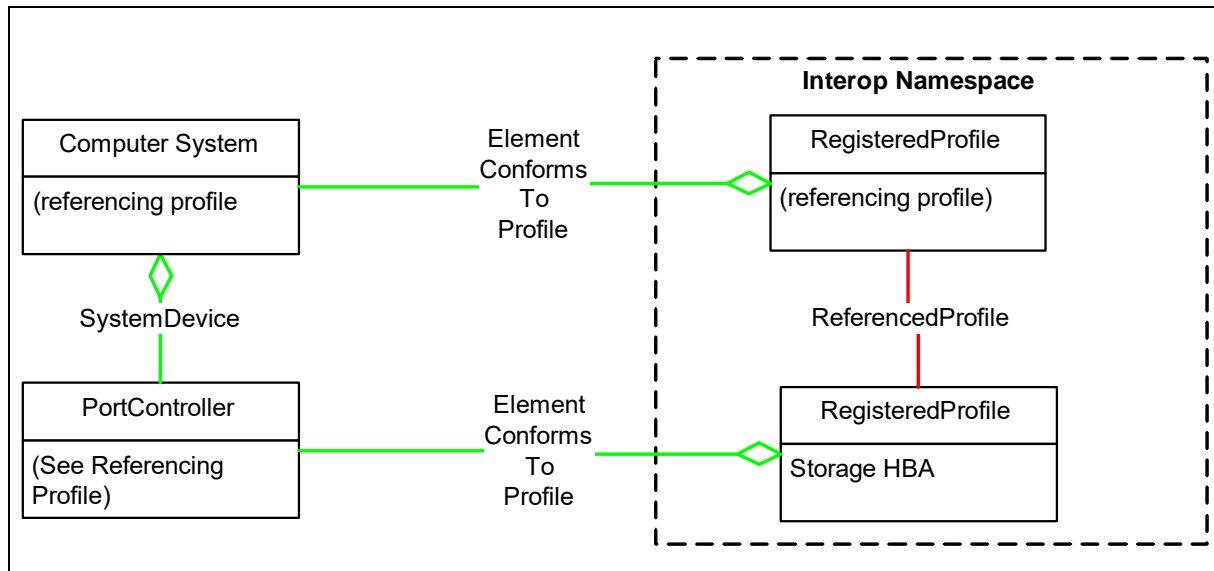 Interop Namespace
Computer System
(referencing profile
Element
Conforms
To
Profile
RegisteredProfile
(referencing profile)
SystemDevice
ReferencedProfile
PortController
(See Referencing
Profile)
Element
Conforms
To
Profile
RegisteredProfile
Storage HBA